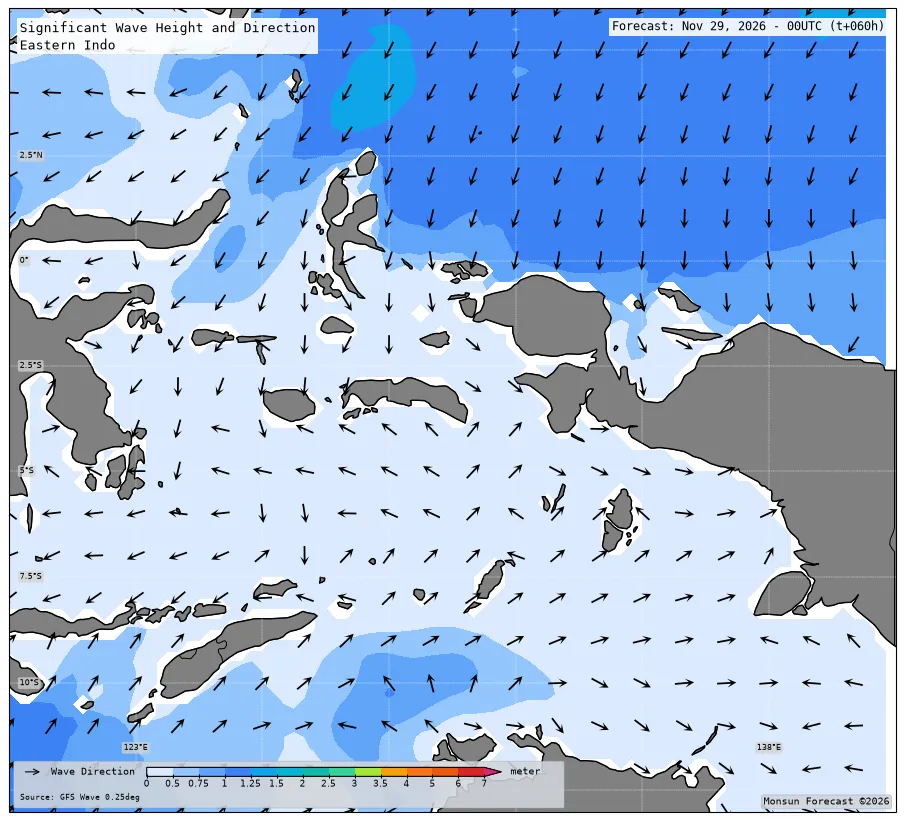 Significant Wave Height and Direction
Eastern Indo
Forecast: Nov 29, 2026 - 00UTC (t+060h)
2.5°N
0°
2.5°S
5°S
7.5°S
10°S
123°E
138°E
Wave Direction
meter
0 0.5 0.75 1 1.25 1.5 2 2.5 3 3.5 4 5 6 7
Source: GFS Wave 0.25deg
Monsun Forecast ©2026